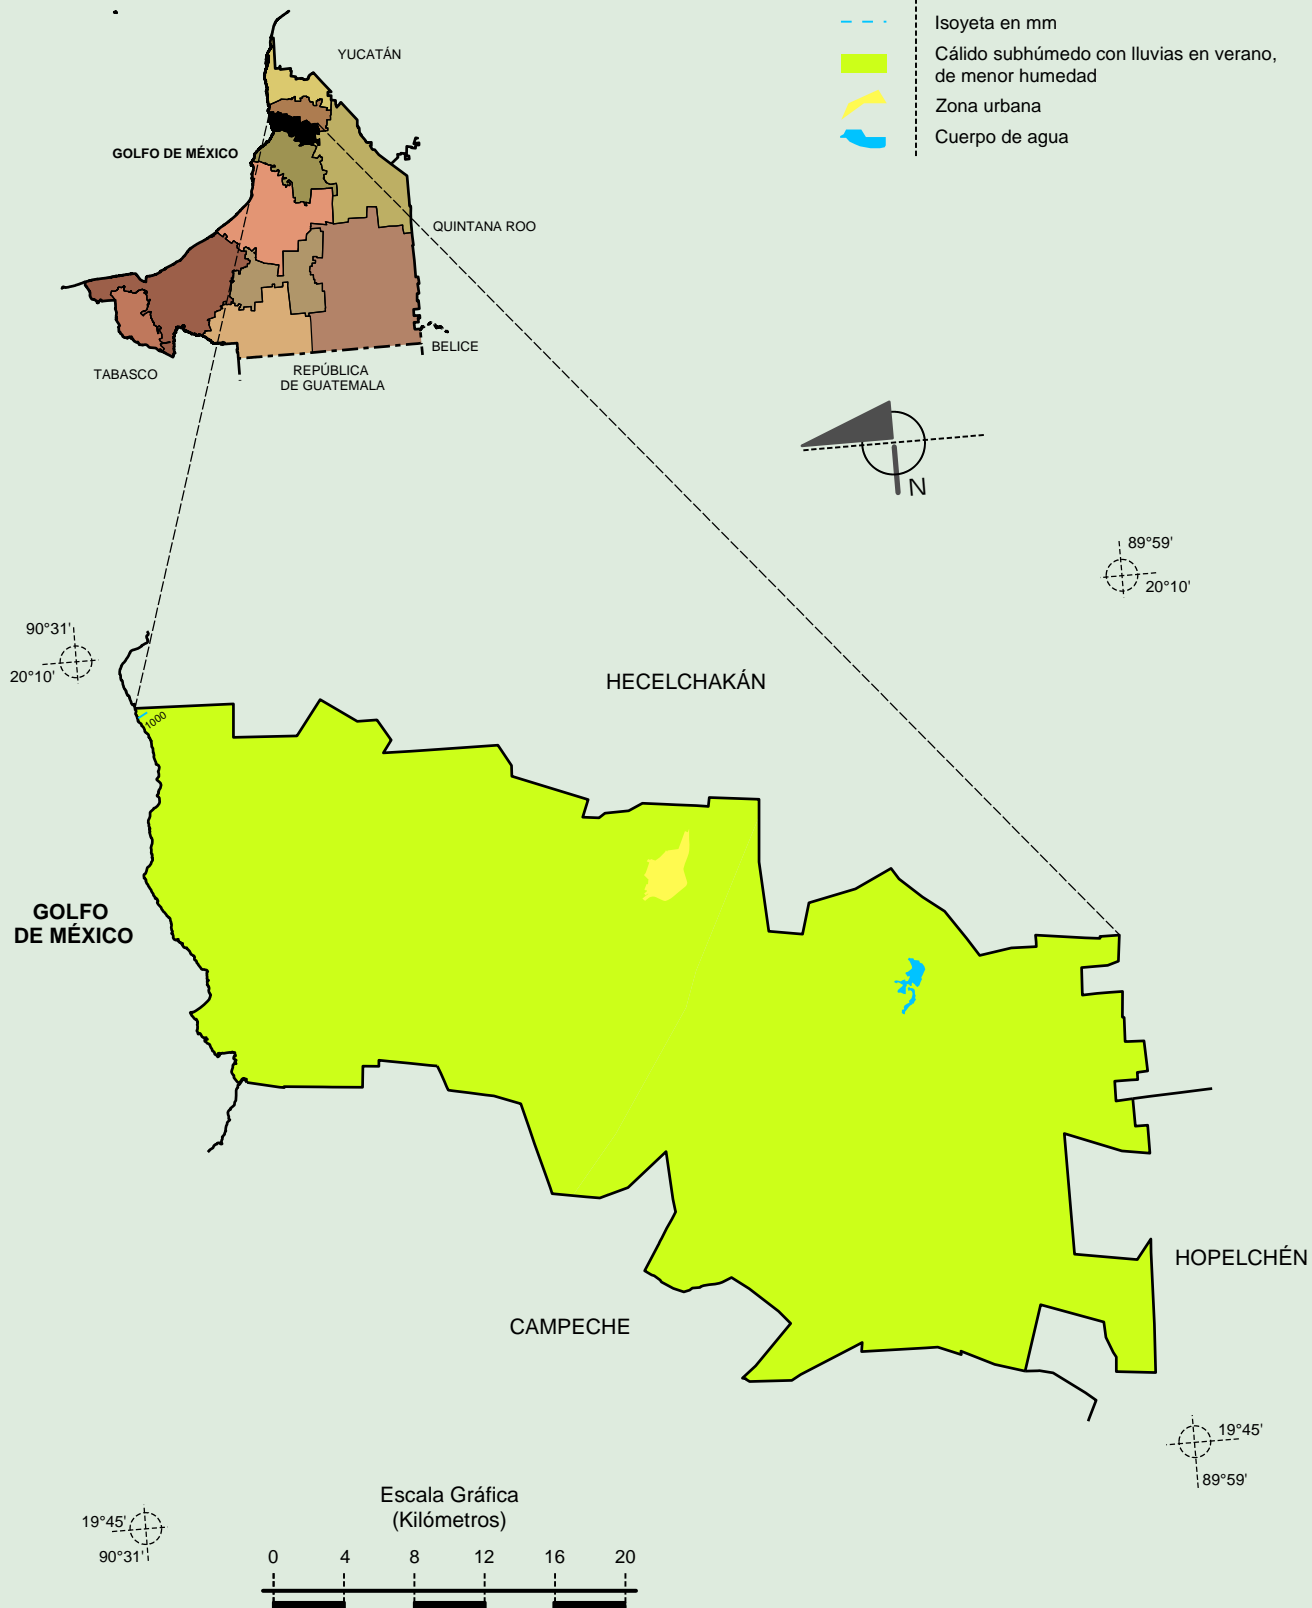 Isoyeta en mm
Cálido subhúmedo con lluvias en verano,
de menor humedad
Zona urbana
Cuerpo de agua
YUCATÁN
GOLFO DE MÉXICO
QUINTANA ROO
BELICE
TABASCO
REPÚBLICA
DE GUATEMALA
N
89°59'
20°10'
90°31'
20°10'
HECELCHAKÁN
1000
GOLFO
DE MÉXICO
HOPELCHÉN
CAMPECHE
19°45'
89°59'
19°45'
90°31'
Escala Gráfica
(Kilómetros)
0 4 8 12 16 20